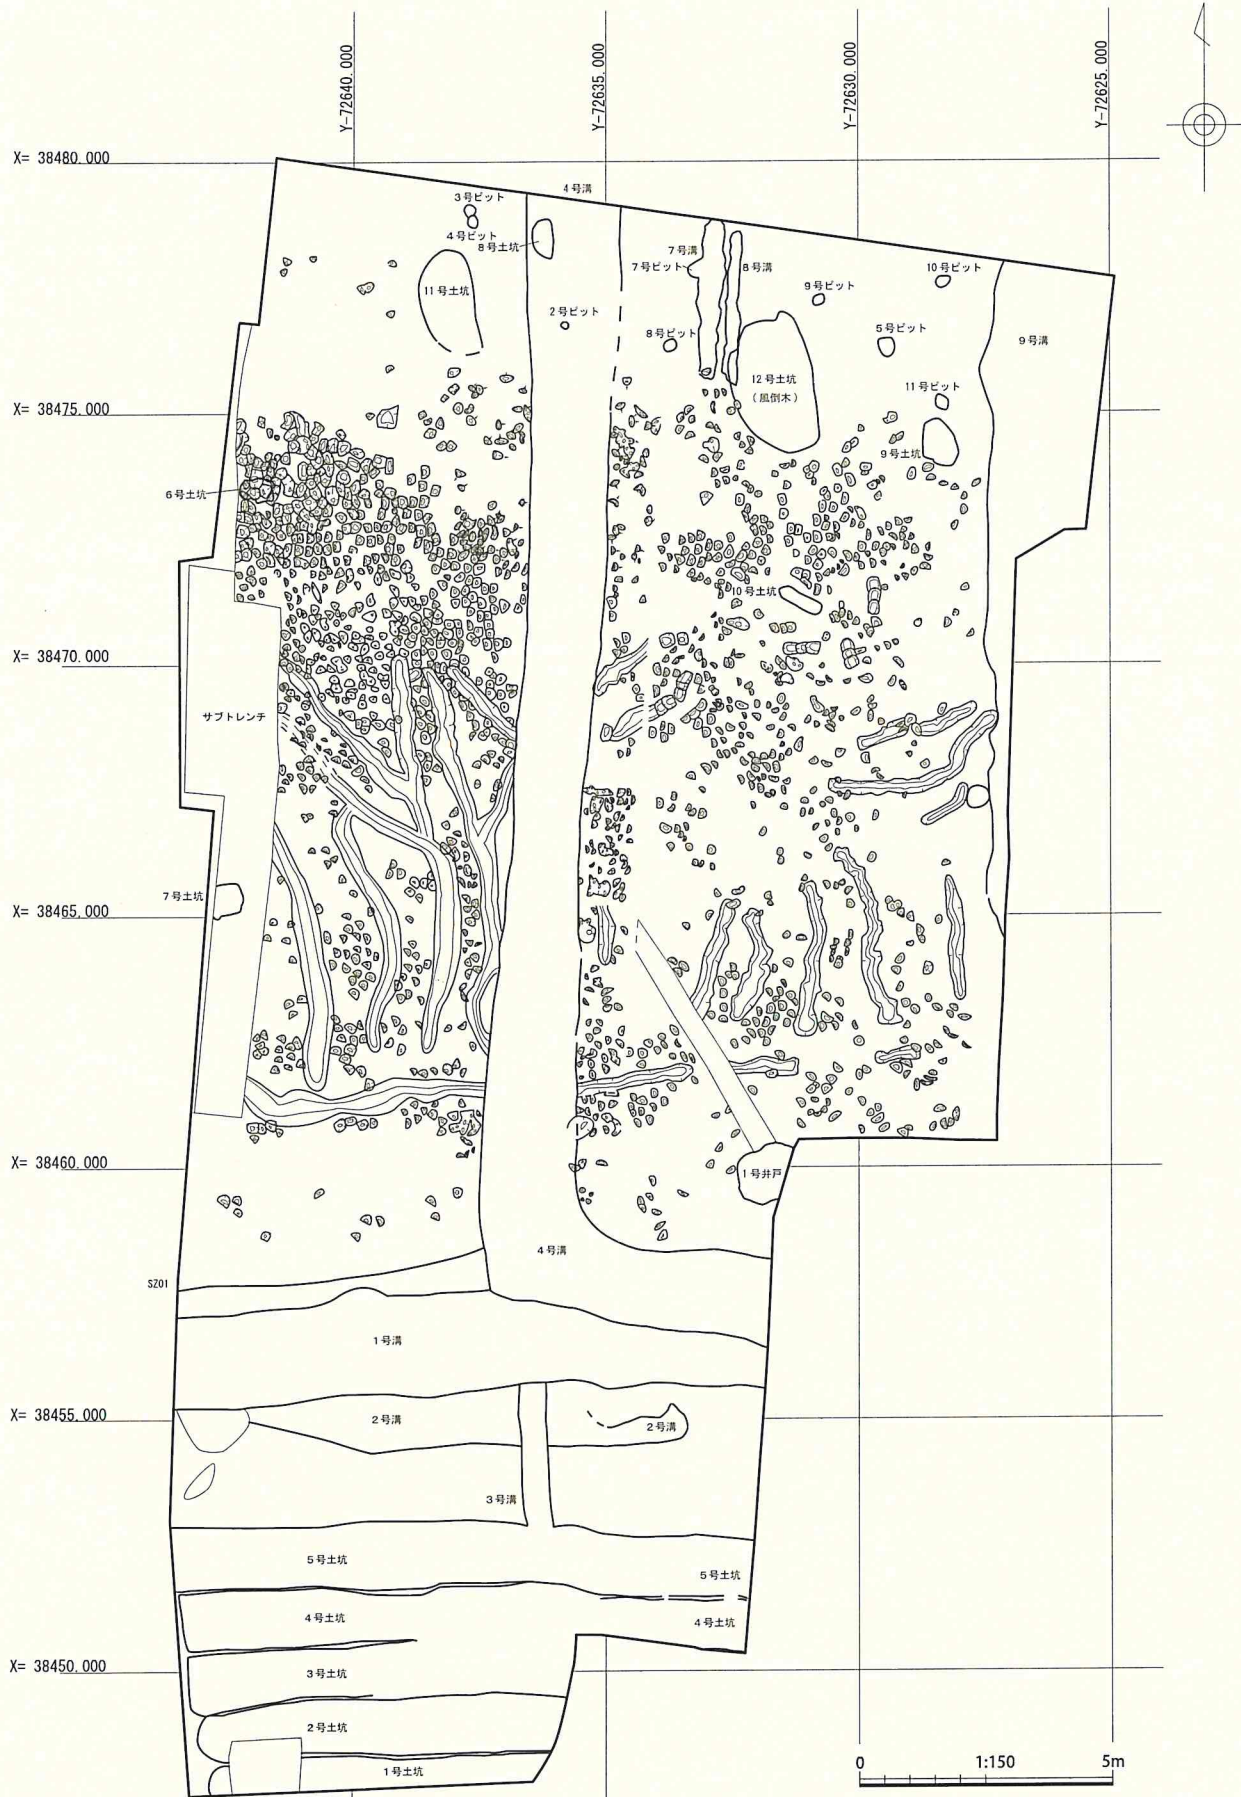 Y-72640.000
Y-72635.000
Y-72630.000
Y-72625.000
X= 38480.000
4号溝
3号ピット
4号ピット
8号土坑
7号溝
7号ピット
8号溝
10号ピット
11号土坑
9号ピット
2号ピット
8号ピット
5号ピット
9号溝
12号土坑
（風倒木）
11号ピット
X= 38475.000
9号土坑
6号土坑
10号土坑
X= 38470.000
サブトレンチ
7号土坑
X= 38465.000
X= 38460.000
1号井戸
4号溝
SZ01
1号溝
X= 38455.000
2号溝
2号溝
3号溝
5号土坑
5号土坑
4号土坑
4号土坑
X= 38450.000
3号土坑
2号土坑
1号土坑
0
1:150
5m